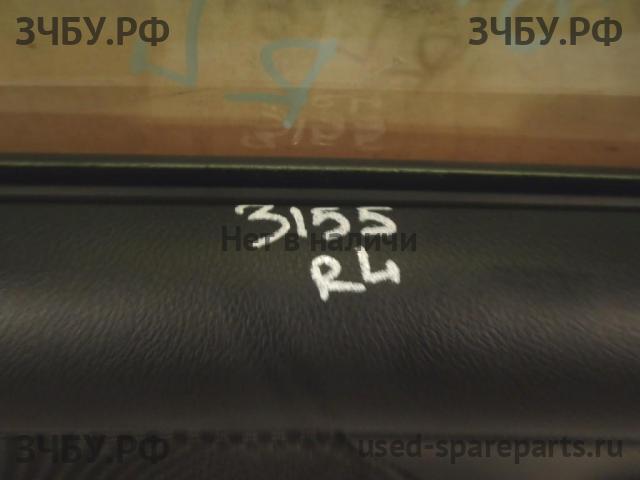 ЗЧБУ.РФ
ЗЧБУ.РФ
3155
Нет в наличи
RL
ЗЧБУ.РФ
used-spareparts.ru